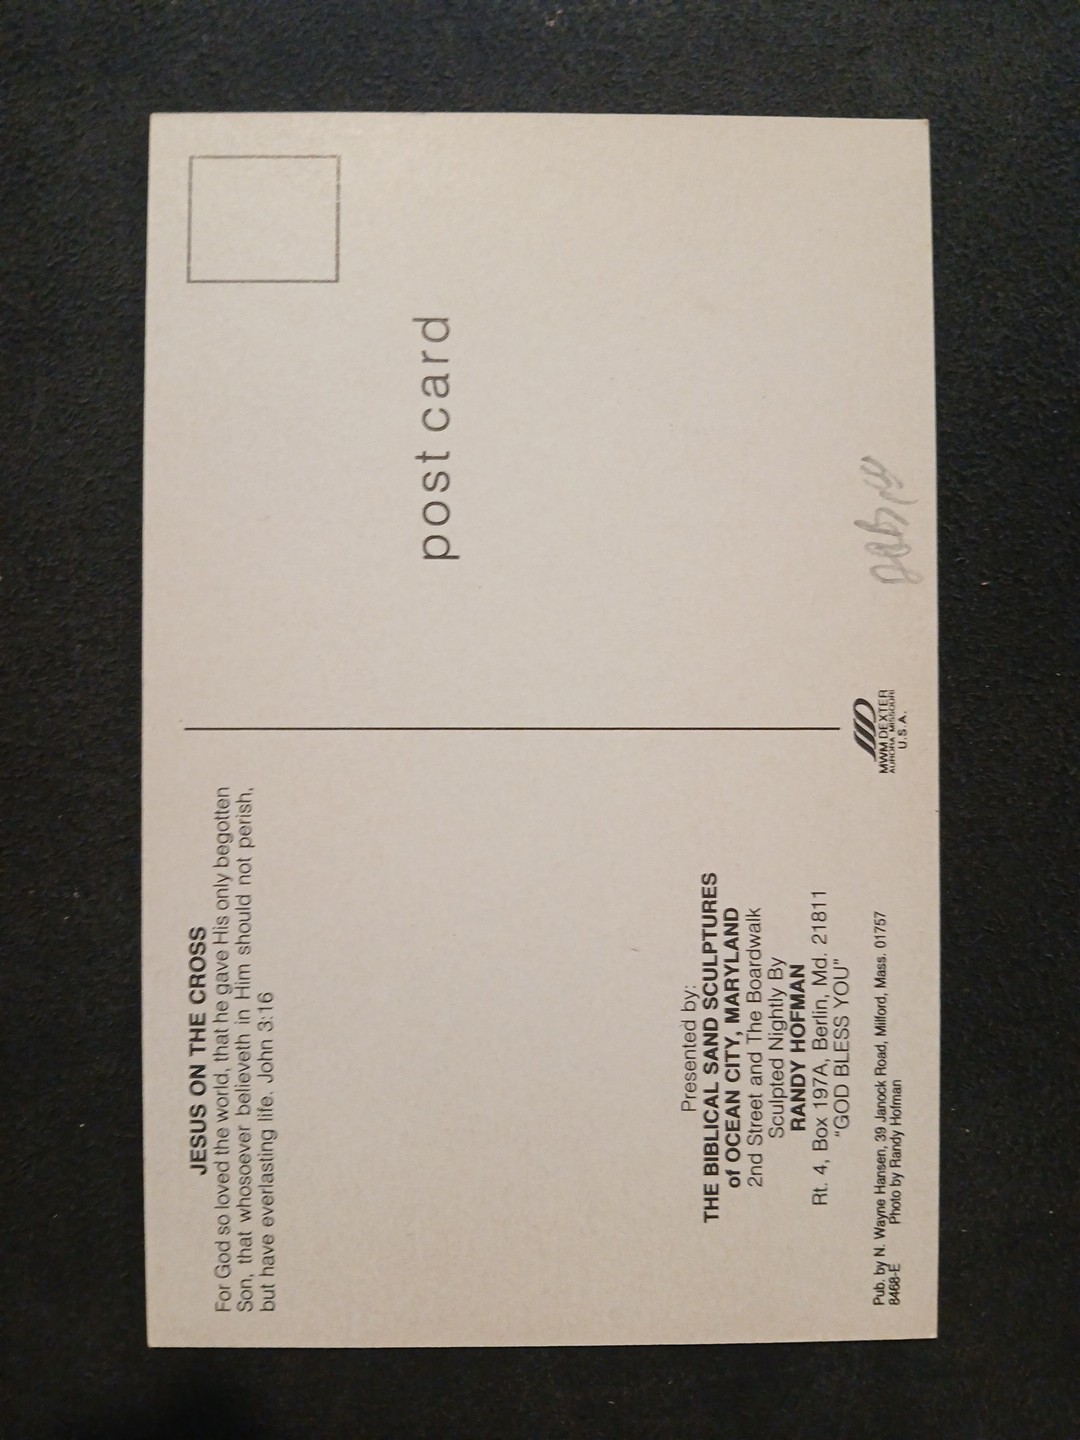 JESUS ON THE CROSS
For God so loved the world, that he gave His only begotten
Son, that whosoever believeth in Him should not perish,
but have everlasting life. John 3:16
Presented by:
THE BIBLICAL SAND SCULPTURES
of OCEAN CITY, MARYLAND
2nd Street and The Boardwalk
Sculpted Nightly By
RANDY HOFMAN
Rt. 4, Box 197A, Berlin, Md. 21811
"GOD BLESS YOU"
Pub. by N. Wayne Hansen, 39 Janock Road, Milford, Mass. 01757
8468-E Photo by Randy Hofman
MWM DEXTER
AURORA MISSOURI
U.S.A.
post card